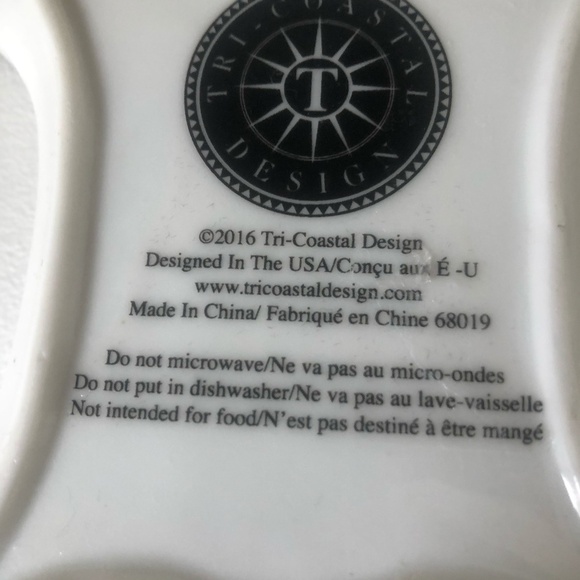 TRI-COASTAL
T
DESIGN
©2016 Tri-Coastal Design
Designed In The USA/Conçu aux É -U
www.tricoastaldesign.com
Made In China/ Fabriqué en Chine 68019
Do not microwave/Ne va pas au micro-ondes
Do not put in dishwasher/Ne va pas au lave-vaisselle
Not intended for food/N'est pas destiné à être mangé